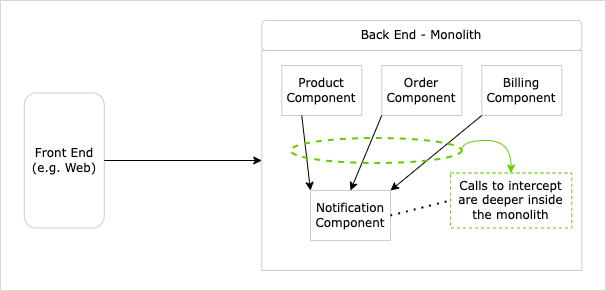 Back End - Monolith
Product
Component
Order
Component
Billing
Component
Front End
(e.g. Web)
Notification
Component
Calls to intercept
are deeper inside
the monolith